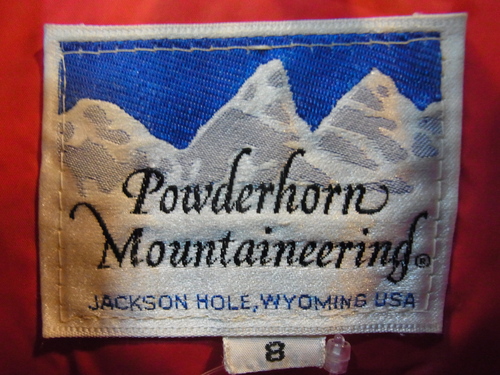 Powderhorn
Mountaineering®
JACKSON HOLE, WYOMING USA
8